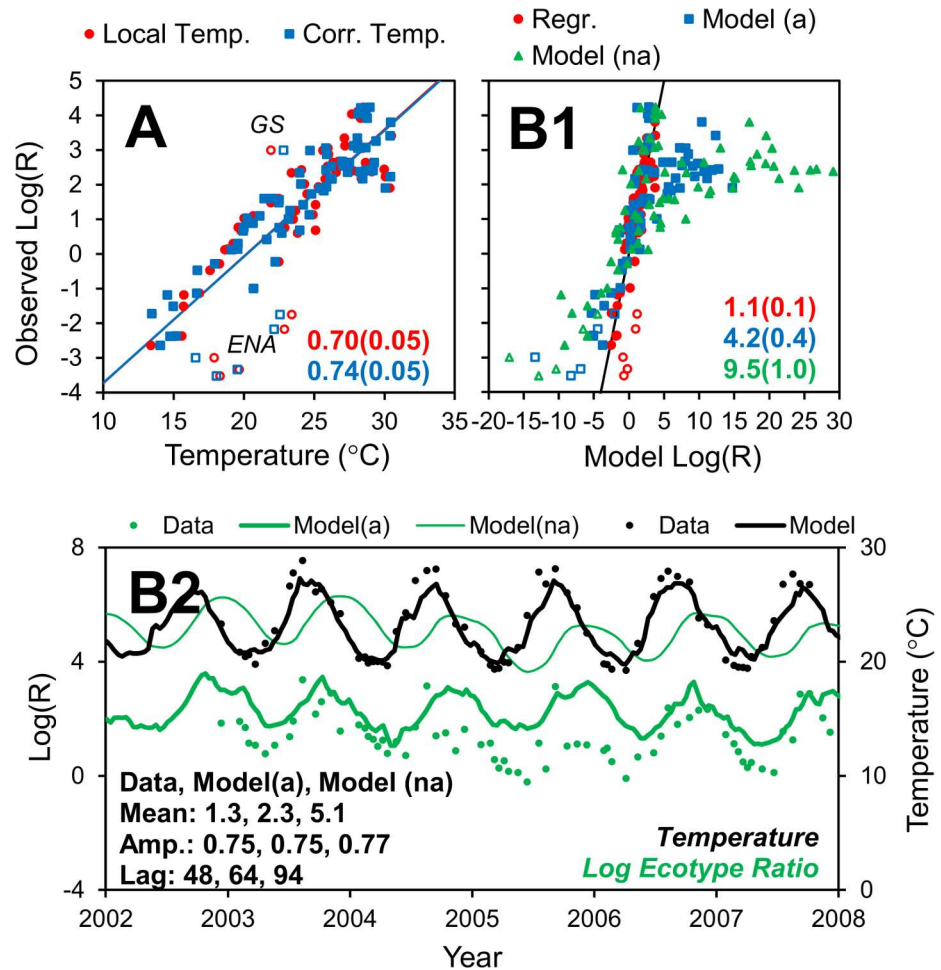 Local Temp. Corr. Temp.
Regr. Model (a)
Model (na)
A
GS
ENA
0.70(0.05)
0.74(0.05)
5
4
3
2
1
0
-1
-2
-3
-4
Observed Log(R)
10 15 20 25 30 35
Temperature (°C)
B1
1.1(0.1)
4.2(0.4)
9.5(1.0)
-20-15-10 -5 0 5 10 15 20 25 30
Model Log(R)
Data Model(a) Model(na) Data Model
B2
8
4
0
-4
Log(R)
30
20
10
0
Temperature (°C)
Data, Model(a), Model (na)
Mean: 1.3, 2.3, 5.1
Amp.: 0.75, 0.75, 0.77
Lag: 48, 64, 94
Temperature
Log Ecotype Ratio
2002 2003 2004 2005 2006 2007 2008
Year